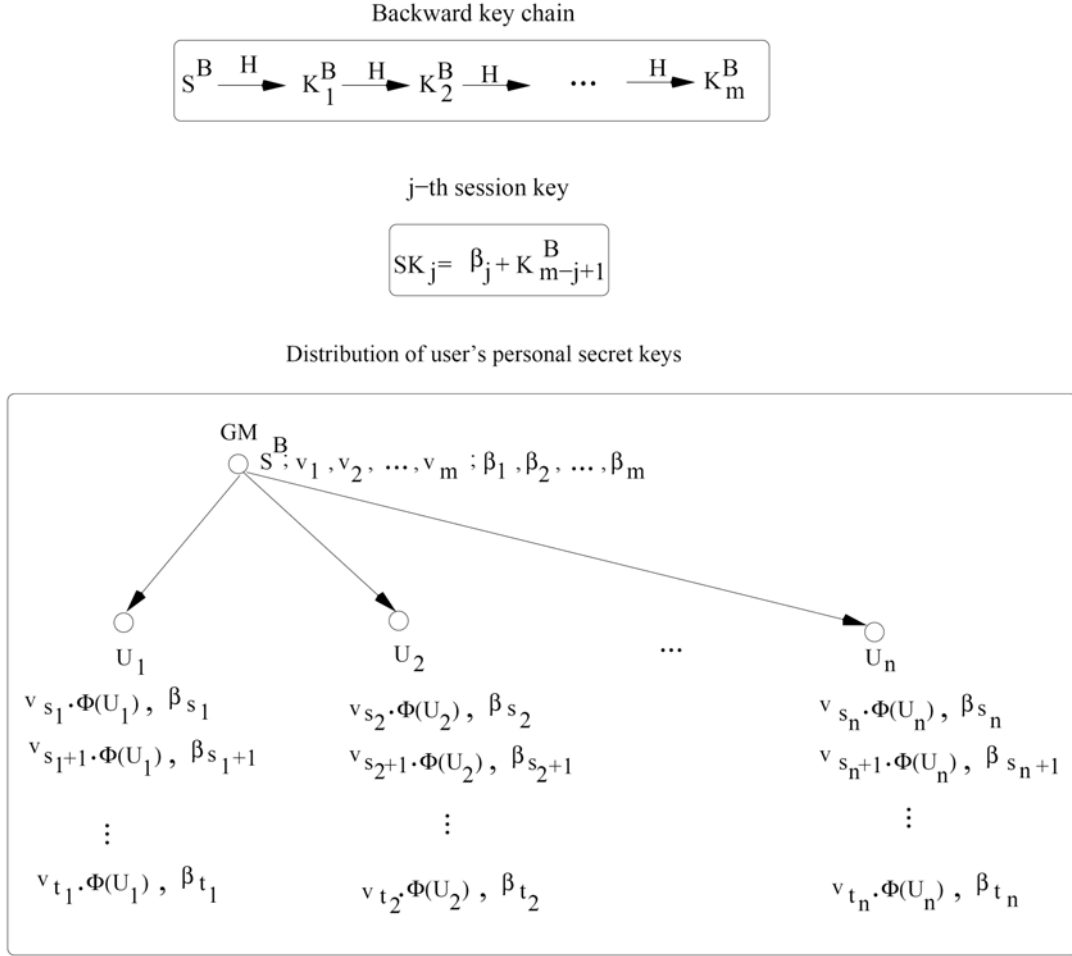 Backward key chain
S^B H K_1^B H K_2^B H ... H K_m^B
j−th session key
SK_j= β_j + K_{m−j+1}^B
Distribution of user's personal secret keys
GM
S^B; v_1 , v_2 , ... , v_m ; β_1 , β_2 , ... , β_m
U_1 U_2 ... U_n
v_{s_1}.Φ(U_1) , β_{s_1} v_{s_2}.Φ(U_2) , β_{s_2} v_{s_n}.Φ(U_n) , β_{s_n}
v_{s_1+1}.Φ(U_1) , β_{s_1+1} v_{s_2+1}.Φ(U_2) , β_{s_2+1} v_{s_n+1}.Φ(U_n) , β_{s_n+1}
⋮ ⋮ ⋮
v_{t_1}.Φ(U_1) , β_{t_1} v_{t_2}.Φ(U_2) , β_{t_2} v_{t_n}.Φ(U_n) , β_{t_n}